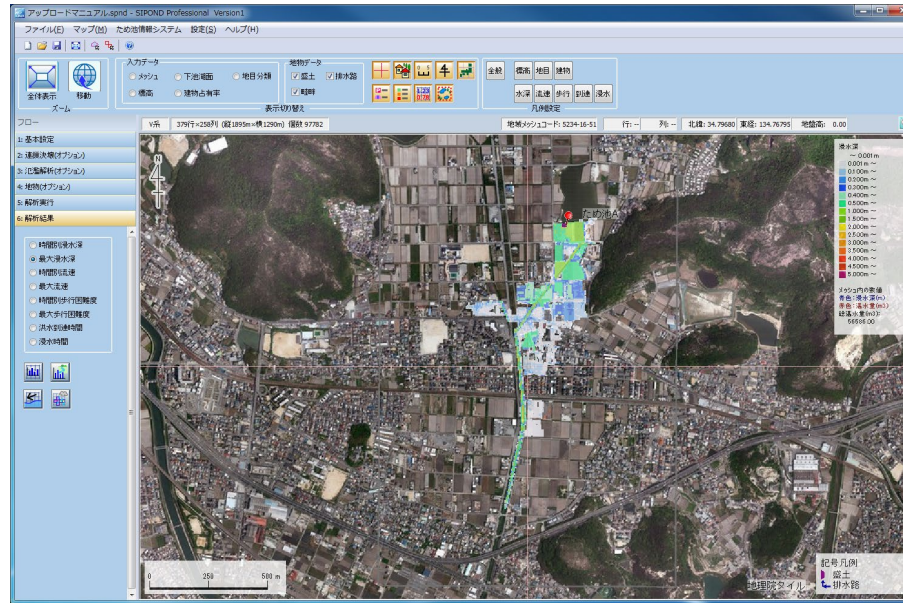 アップロードマニュアル.spnd - SIPOND Professional Version1
ファイル(F) マップ(M) ため池情報システム 設定(S) ヘルプ(H)
入力データ
メッシュ 下池満面 地目分類
標高 建物占有率
地物データ
盛土 排水路
畦畔
全般 標高 地目 建物
水深 流速 歩行 到達 浸水
全体表示 移動
ズーム 表示切り替え 凡例設定
フロー
V系 379行×258列 (縦1895m×横1290m) 個数 97782 地域メッシュコード: 5234-16-51 行: -- 列: -- 北緯: 34.79680 東経: 134.76795 地盤高: 0.00
1: 基本設定
2: 連鎖決壊(オプション)
3: 氾濫解析(オプション)
4: 地物(オプション)
5: 解析実行
6: 解析結果
時間別浸水深
最大浸水深
時間別流速
最大流速
時間別歩行困難度
最大歩行困難度
洪水到達時間
浸水時間
N
ため池A
浸水深
～ 0.001m
0.001m ～
0.100m ～
0.200m ～
0.300m ～
0.400m ～
0.500m ～
1.000m ～
1.500m ～
2.000m ～
2.500m ～
3.000m ～
3.500m ～
4.000m ～
4.500m ～
5.000m ～
メッシュ内の数値
青色:浸水深(m)
赤色:湛水量(m3)
総湛水量(m3):
56586.00
0 250 500 m
地理院タイル
記号凡例
盛土
排水路